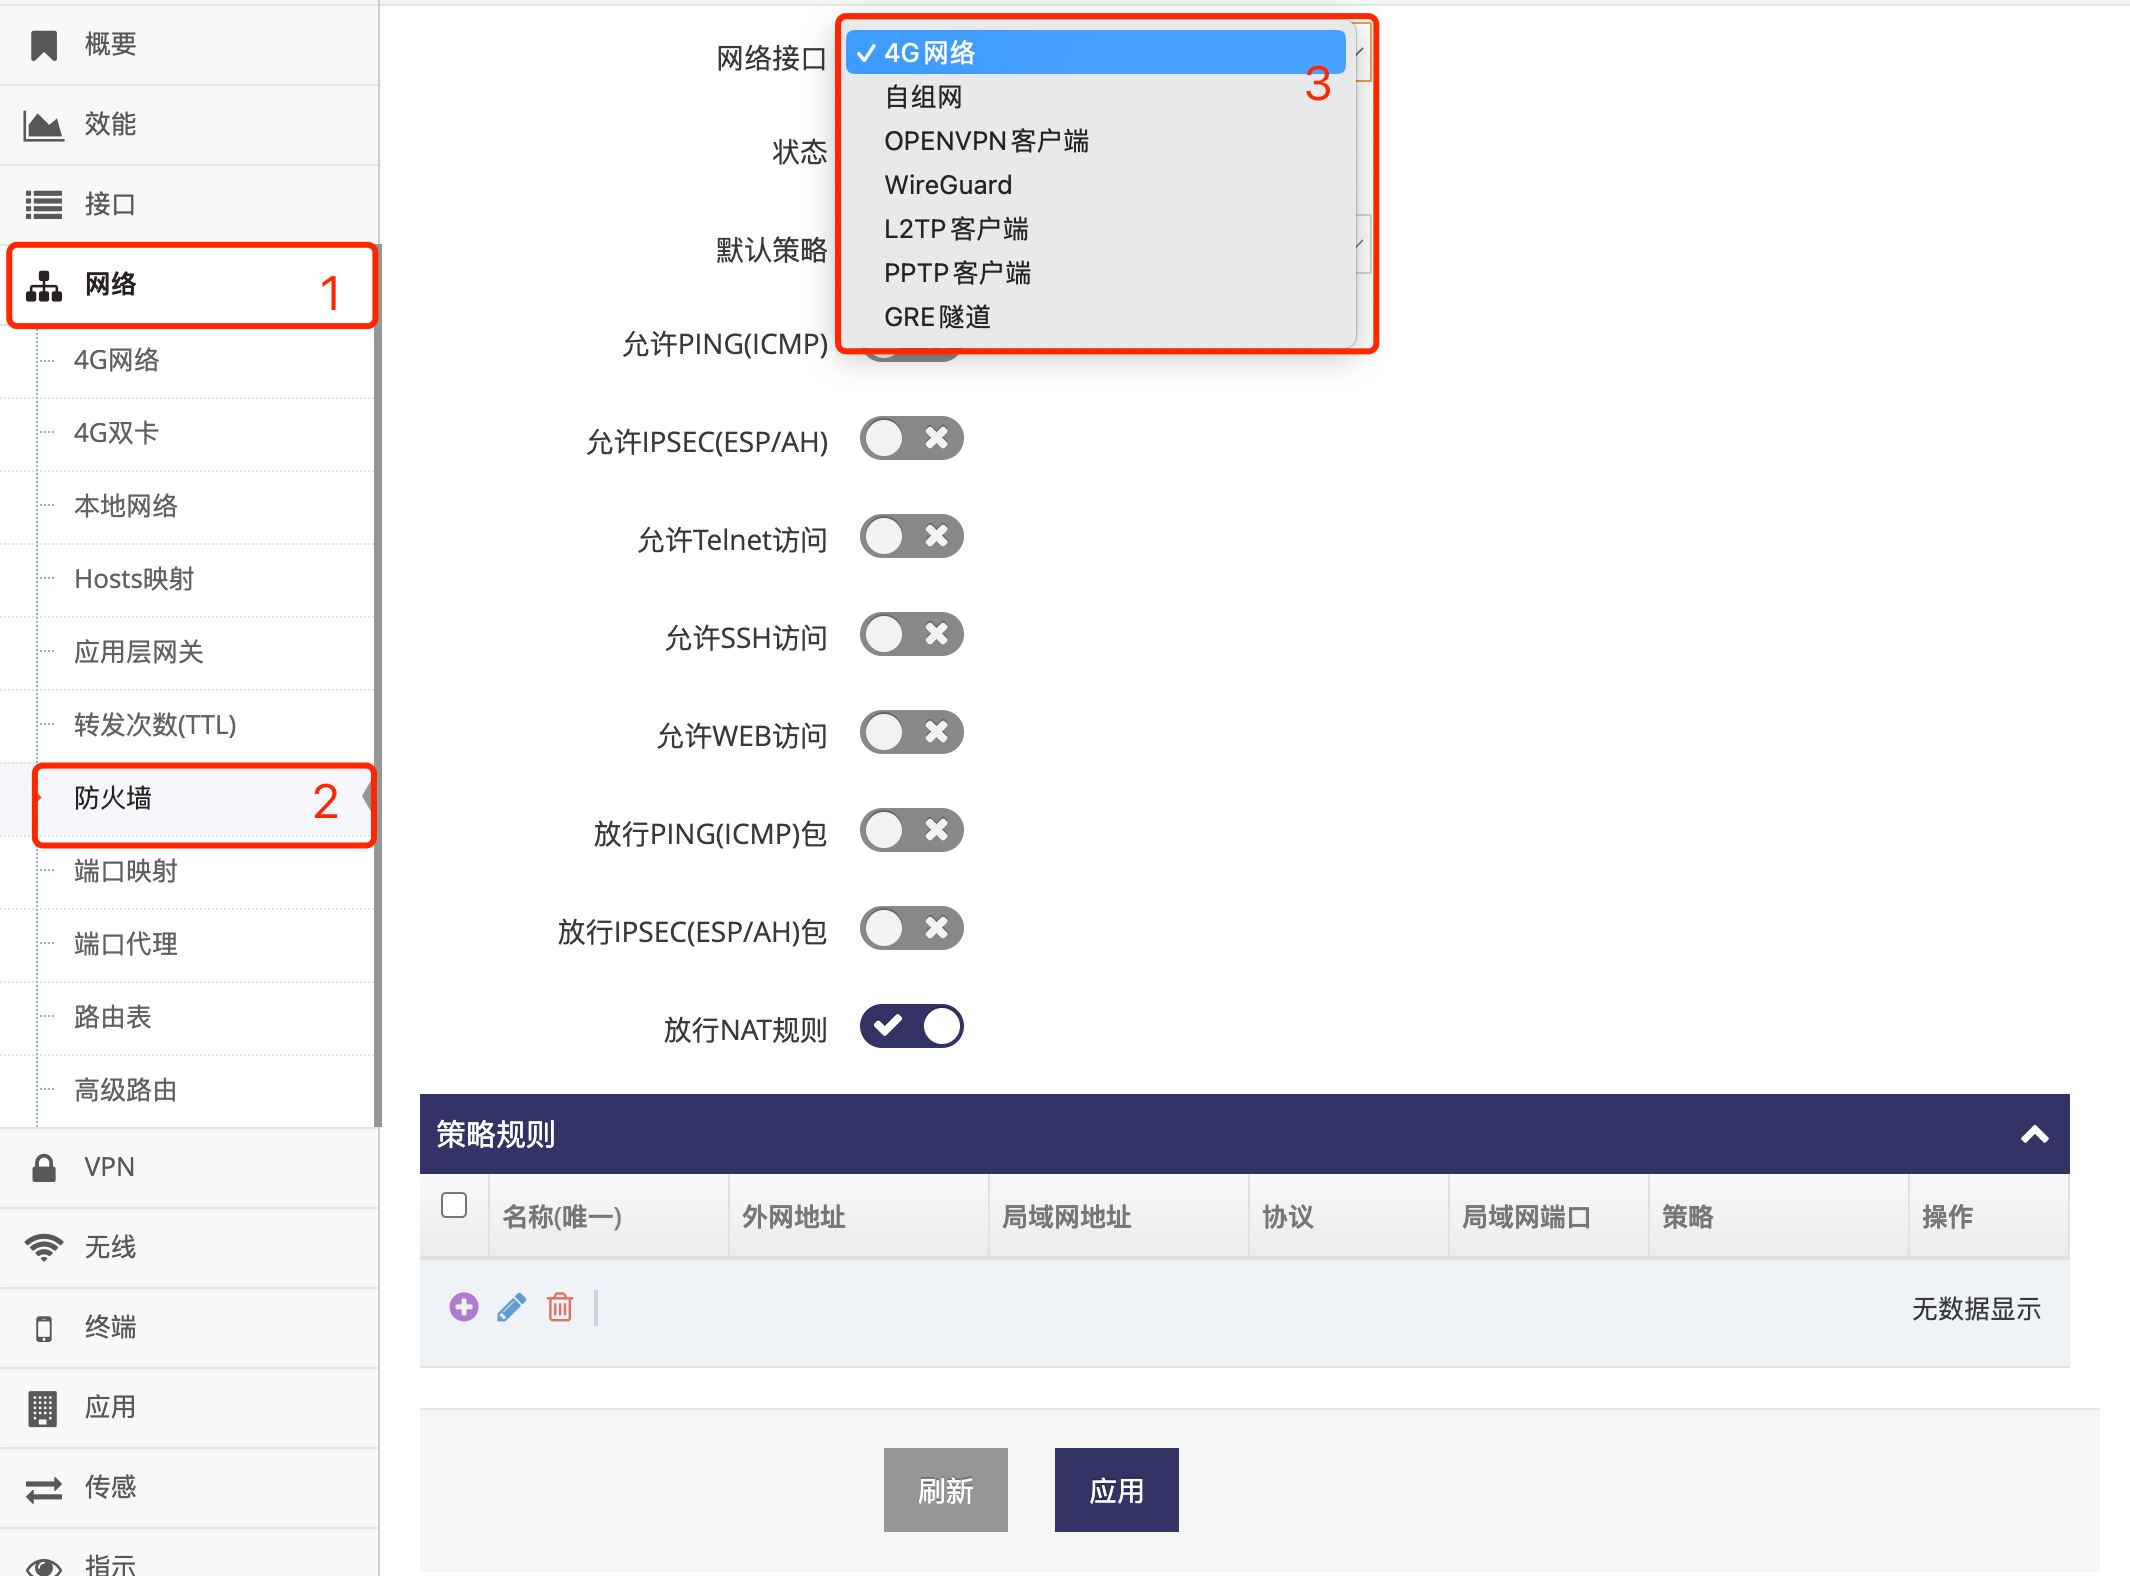 概要
效能
接口
网络
1
4G网络
4G双卡
本地网络
Hosts映射
应用层网关
转发次数(TTL)
防火墙
2
端口映射
端口代理
路由表
高级路由
VPN
无线
终端
应用
传感
指示
网络接口
4G网络
3
自组网
OPENVPN客户端
WireGuard
L2TP客户端
PPTP客户端
GRE隧道
状态
默认策略
允许PING(ICMP)
允许IPSEC(ESP/AH)
允许Telnet访问
允许SSH访问
允许WEB访问
放行PING(ICMP)包
放行IPSEC(ESP/AH)包
放行NAT规则
策略规则
名称(唯一) 外网地址 局域网地址 协议 局域网端口 策略 操作
无数据显示
刷新 应用